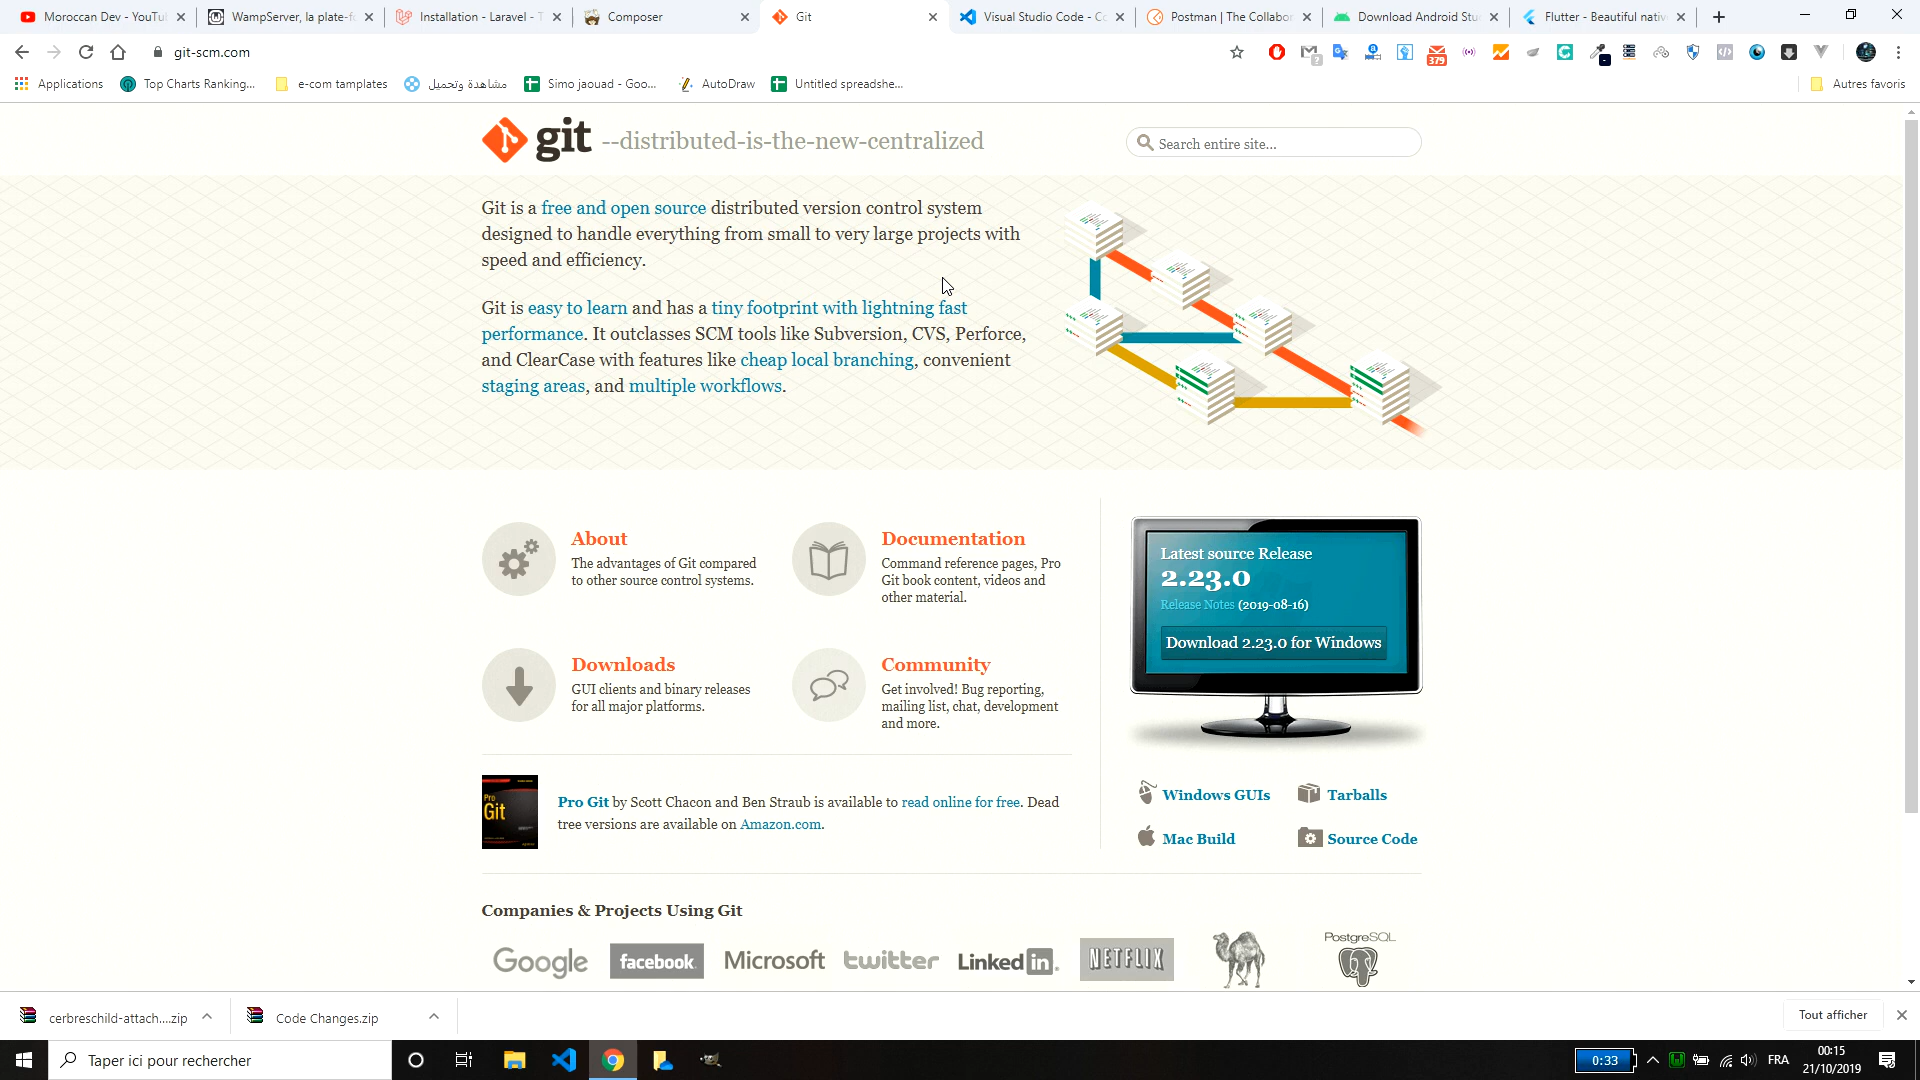 Moroccan Dev - YouTu
WampServer, la plate-f
Installation - Laravel - T
Composer
Git
Visual Studio Code - Co
Postman | The Collabor
Download Android Stu
Flutter - Beautiful nativ
git-scm.com
379
Applications
Top Charts Ranking...
e-com tamplates
مشاهدة وتحميل
Simo jaouad - Goo...
AutoDraw
Untitled spreadshe...
Autres favoris
git --distributed-is-the-new-centralized
Search entire site...
Git is a free and open source distributed version control system
designed to handle everything from small to very large projects with
speed and efficiency.
Git is easy to learn and has a tiny footprint with lightning fast
performance. It outclasses SCM tools like Subversion, CVS, Perforce,
and ClearCase with features like cheap local branching, convenient
staging areas, and multiple workflows.
About
The advantages of Git compared
to other source control systems.
Documentation
Command reference pages, Pro
Git book content, videos and
other material.
Downloads
GUI clients and binary releases
for all major platforms.
Community
Get involved! Bug reporting,
mailing list, chat, development
and more.
Latest source Release
2.23.0
Release Notes (2019-08-16)
Download 2.23.0 for Windows
Windows GUIs
Tarballs
Mac Build
Source Code
Pro
Git
Pro Git by Scott Chacon and Ben Straub is available to read online for free. Dead
tree versions are available on Amazon.com.
Companies & Projects Using Git
Google
facebook
Microsoft
twitter
Linked in
NETFLIX
PostgreSQL
cerbreschild-attach....zip
Code Changes.zip
Tout afficher
Taper ici pour rechercher
0:33
FRA
00:15
21/10/2019